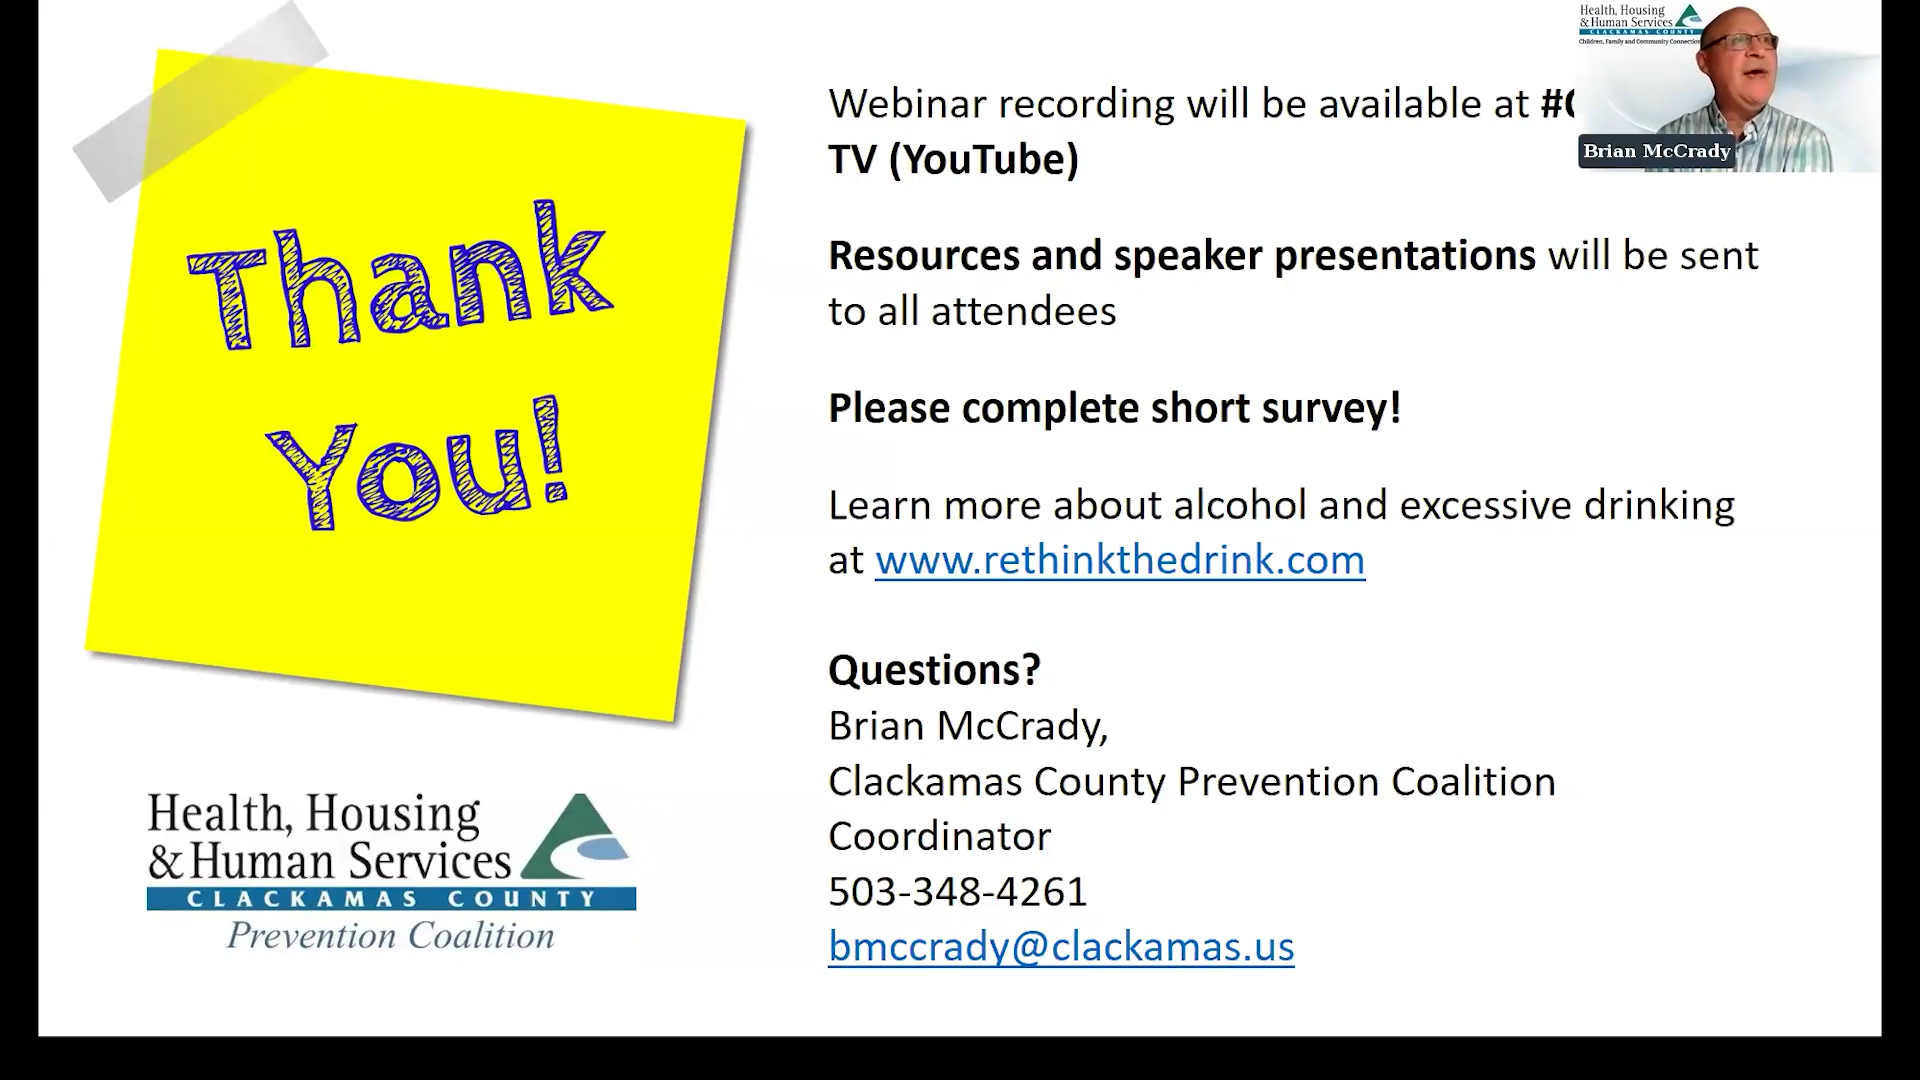 Thank
You!
Health, Housing
& Human Services
CLACKAMAS COUNTY
Prevention Coalition
Webinar recording will be available at
TV (YouTube)
Resources and speaker presentations will be sent
to all attendees
Please complete short survey!
Learn more about alcohol and excessive drinking
at www.rethinkthedrink.com
Questions?
Brian McCrady,
Clackamas County Prevention Coalition
Coordinator
503-348-4261
bmccrady@clackamas.us
Health, Housing
& Human Services
CLACKAMAS COUNTY
Children, Family and Community Connections
Brian McCrady